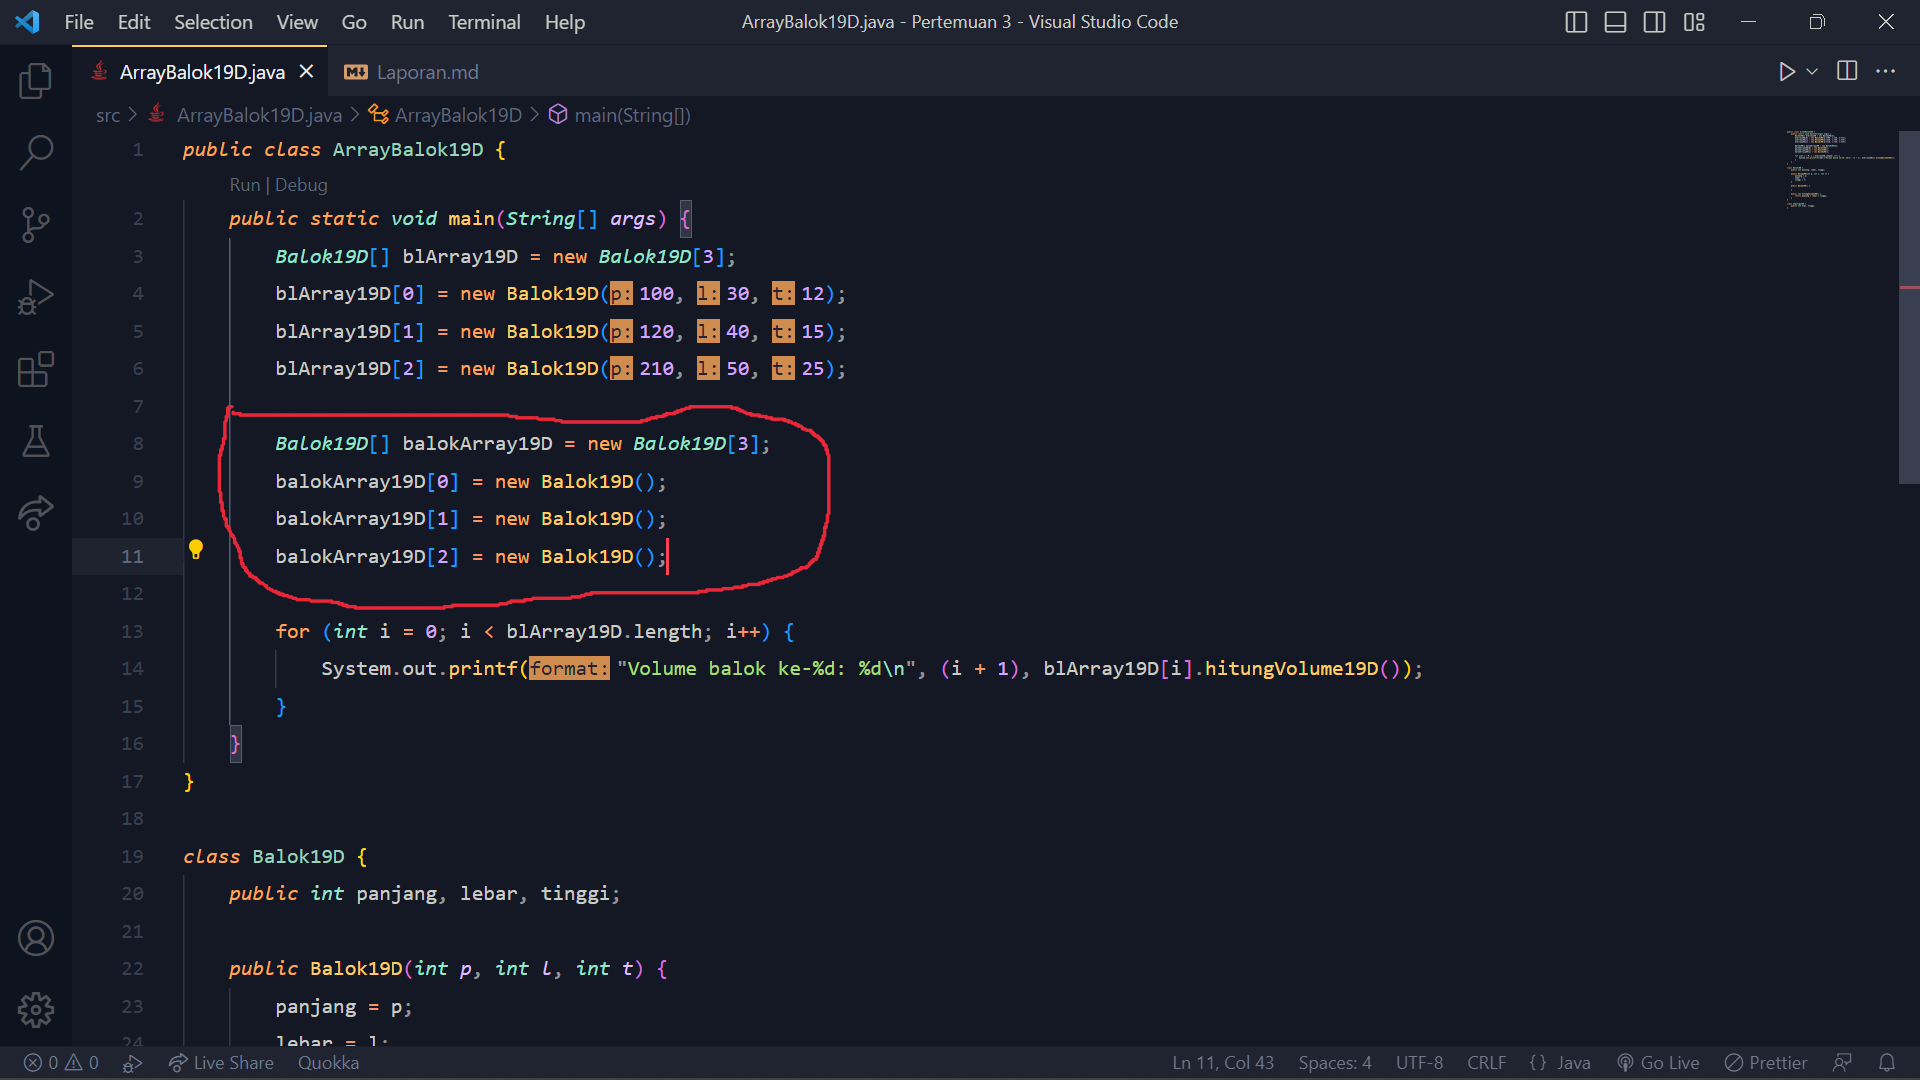 File Edit Selection View Go Run Terminal Help
ArrayBalok19D.java - Pertemuan 3 - Visual Studio Code
ArrayBalok19D.java
Laporan.md
src > ArrayBalok19D.java > ArrayBalok19D > main(String[])
1 public class ArrayBalok19D {
Run | Debug
2 public static void main(String[] args) {
3 Balok19D[] blArray19D = new Balok19D[3];
4 blArray19D[0] = new Balok19D(p: 100, l: 30, t: 12);
5 blArray19D[1] = new Balok19D(p: 120, l: 40, t: 15);
6 blArray19D[2] = new Balok19D(p: 210, l: 50, t: 25);
7
8 Balok19D[] balokArray19D = new Balok19D[3];
9 balokArray19D[0] = new Balok19D();
10 balokArray19D[1] = new Balok19D();
11 balokArray19D[2] = new Balok19D();
12
13 for (int i = 0; i < blArray19D.length; i++) {
14 System.out.printf(format: "Volume balok ke-%d: %d\n", (i + 1), blArray19D[i].hitungVolume19D());
15 }
16 }
17 }
18
19 class Balok19D {
20 public int panjang, lebar, tinggi;
21
22 public Balok19D(int p, int l, int t) {
23 panjang = p;
24 lebar = l;
0 0 Live Share Quokka
Ln 11, Col 43 Spaces: 4 UTF-8 CRLF {} Java Go Live Prettier